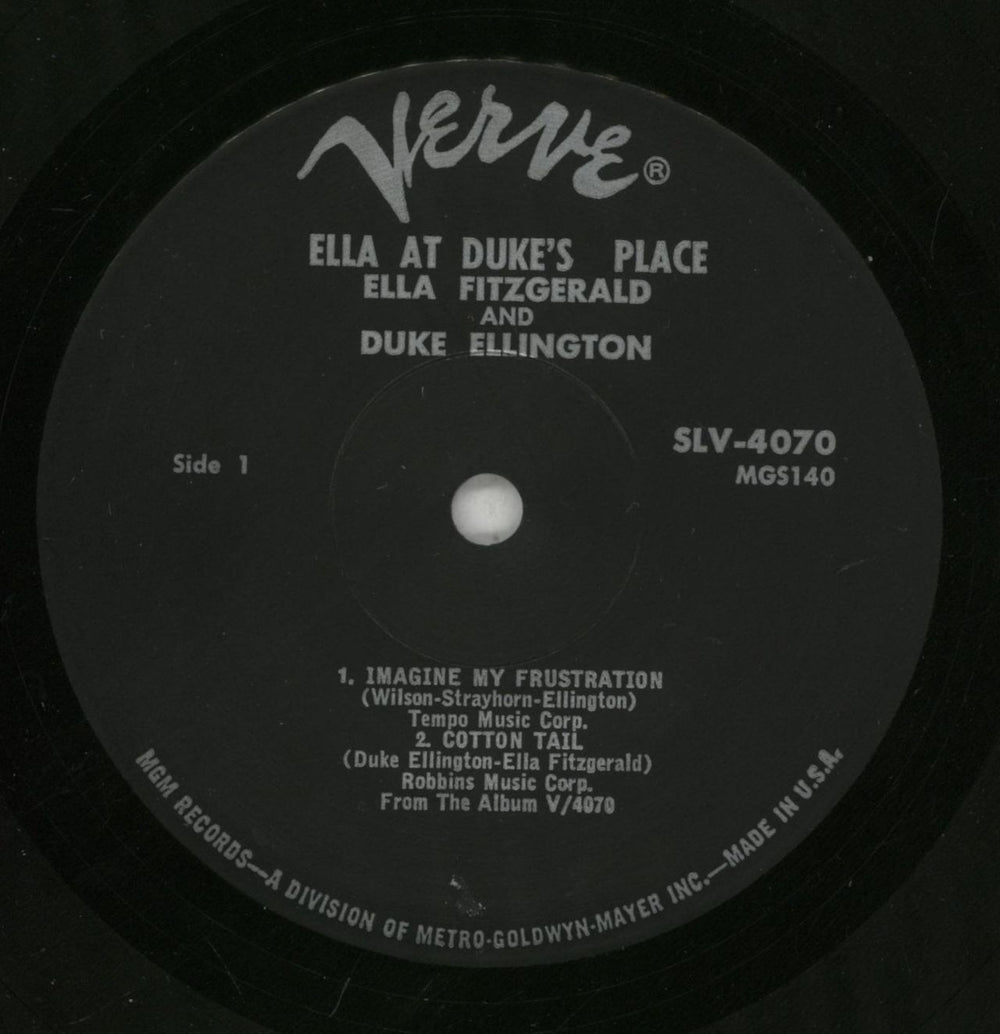 Verve®
ELLA AT DUKE'S PLACE
ELLA FITZGERALD
AND
DUKE ELLINGTON
SLV-4070
Side 1
MGS140
1. IMAGINE MY FRUSTRATION
(Wilson-Strayhorn-Ellington)
Tempo Music Corp.
2. COTTON TAIL
(Duke Ellington-Ella Fitzgerald)
Robbins Music Corp.
From The Album V/4070
MGM RECORDS—A DIVISION OF METRO-GOLDWYN-MAYER INC.—MADE IN U.S.A.